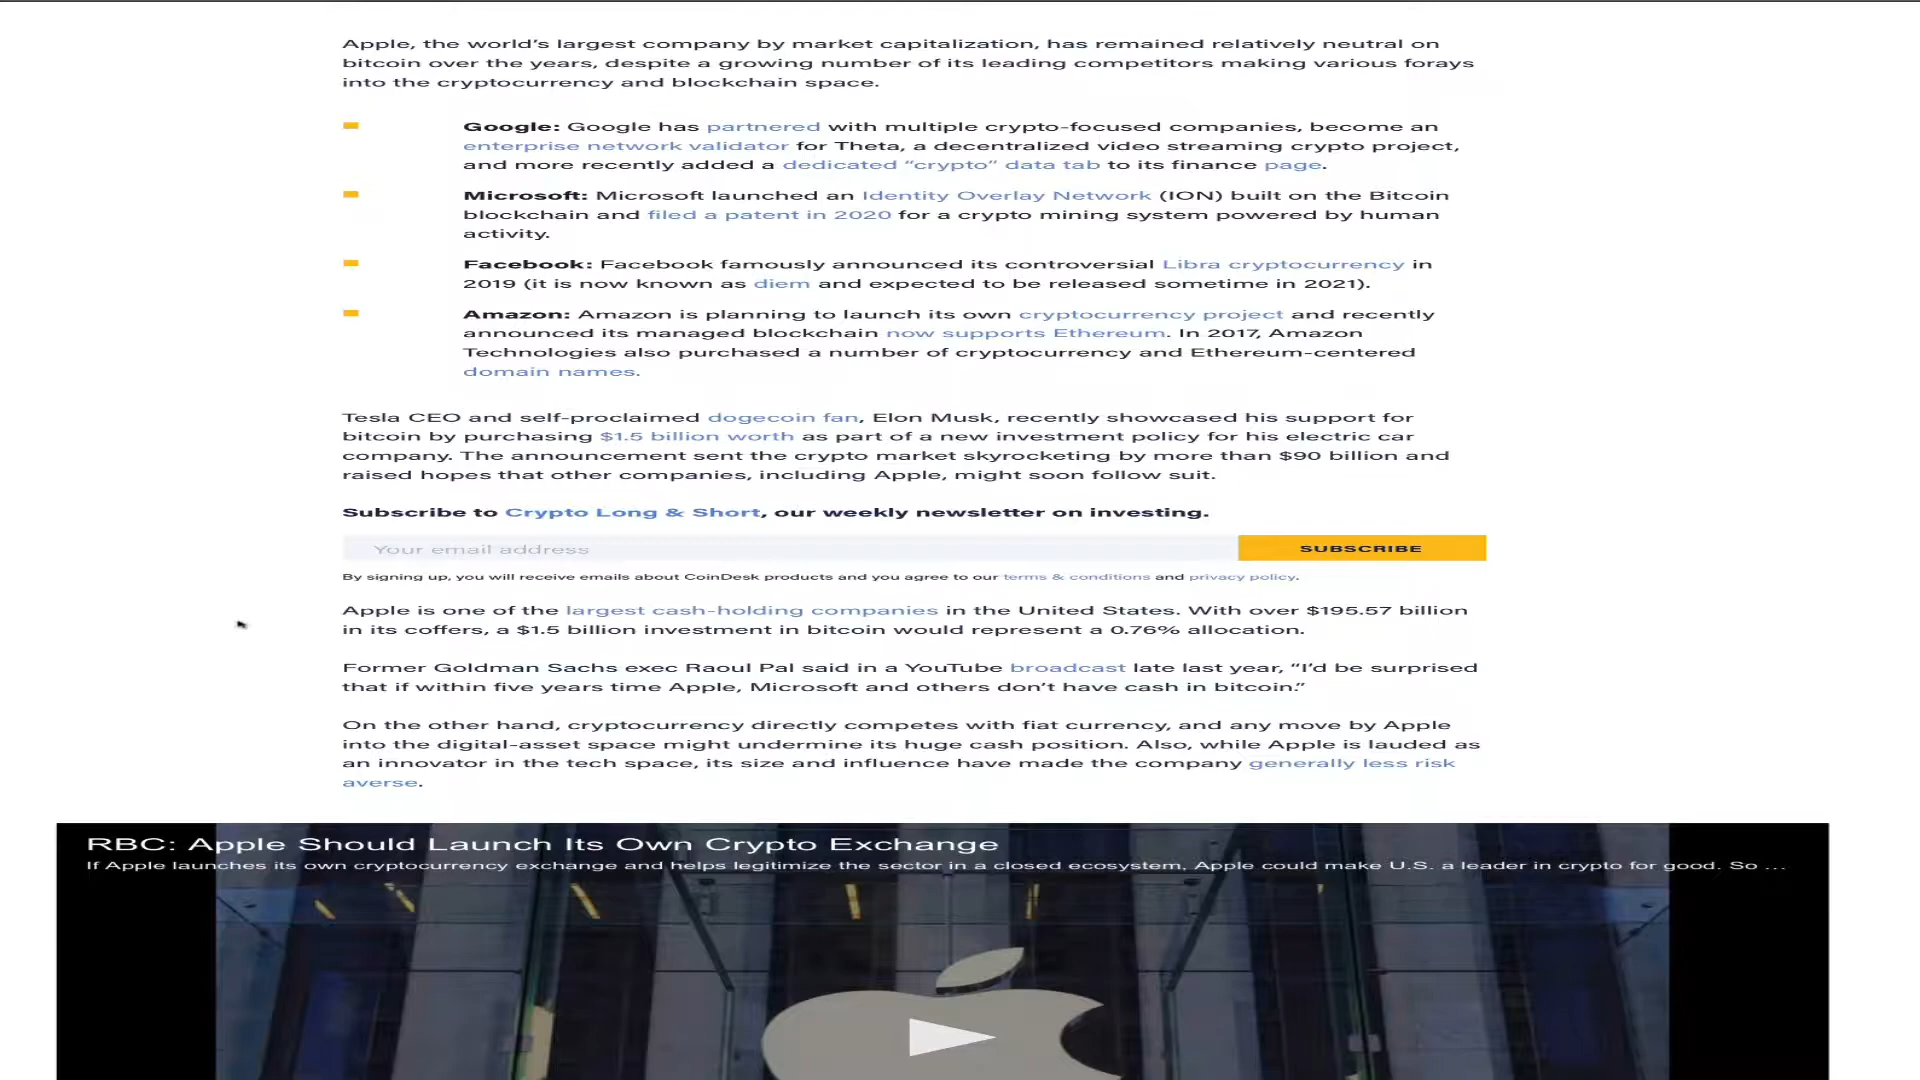 Apple, the world's largest company by market capitalization, has remained relatively neutral on
bitcoin over the years, despite a growing number of its leading competitors making various forays
into the cryptocurrency and blockchain space.
Google: Google has partnered with multiple crypto-focused companies, become an
enterprise network validator for Theta, a decentralized video streaming crypto project,
and more recently added a dedicated “crypto” data tab to its finance page.
Microsoft: Microsoft launched an Identity Overlay Network (ION) built on the Bitcoin
blockchain and filed a patent in 2020 for a crypto mining system powered by human
activity.
Facebook: Facebook famously announced its controversial Libra cryptocurrency in
2019 (it is now known as diem and expected to be released sometime in 2021).
Amazon: Amazon is planning to launch its own cryptocurrency project and recently
announced its managed blockchain now supports Ethereum. In 2017, Amazon
Technologies also purchased a number of cryptocurrency and Ethereum-centered
domain names.
Tesla CEO and self-proclaimed dogecoin fan, Elon Musk, recently showcased his support for
bitcoin by purchasing $1.5 billion worth as part of a new investment policy for his electric car
company. The announcement sent the crypto market skyrocketing by more than $90 billion and
raised hopes that other companies, including Apple, might soon follow suit.
Subscribe to Crypto Long & Short, our weekly newsletter on investing.
Your email address
SUBSCRIBE
By signing up, you will receive emails about CoinDesk products and you agree to our terms & conditions and privacy policy.
Apple is one of the largest cash-holding companies in the United States. With over $195.57 billion
in its coffers, a $1.5 billion investment in bitcoin would represent a 0.76% allocation.
Former Goldman Sachs exec Raoul Pal said in a YouTube broadcast late last year, “I'd be surprised
that if within five years time Apple, Microsoft and others don't have cash in bitcoin.”
On the other hand, cryptocurrency directly competes with fiat currency, and any move by Apple
into the digital-asset space might undermine its huge cash position. Also, while Apple is lauded as
an innovator in the tech space, its size and influence have made the company generally less risk
averse.
RBC: Apple Should Launch Its Own Crypto Exchange
If Apple launches its own cryptocurrency exchange and helps legitimize the sector in a closed ecosystem, Apple could make U.S. a leader in crypto for good. So ...